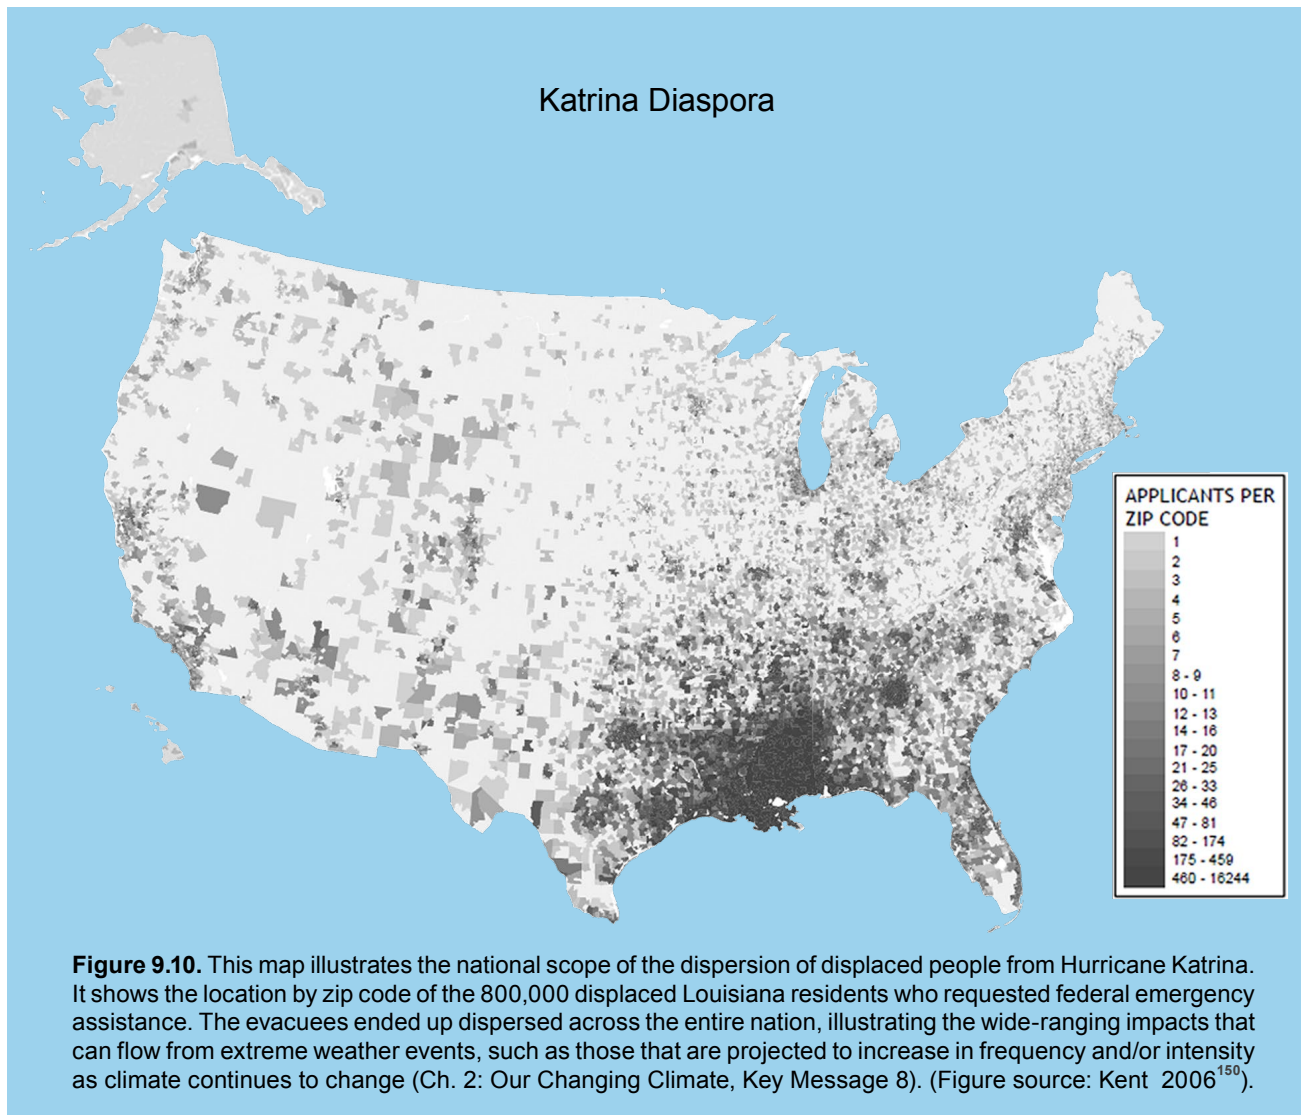 Katrina Diaspora
APPLICANTS PER
ZIP CODE
1
2
3
4
5
6
7
8 - 9
10 - 11
12 - 13
14 - 16
17 - 20
21 - 25
26 - 33
34 - 46
47 - 81
82 - 174
175 - 459
460 - 16244
Figure 9.10. This map illustrates the national scope of the dispersion of displaced people from Hurricane Katrina.
It shows the location by zip code of the 800,000 displaced Louisiana residents who requested federal emergency
assistance. The evacuees ended up dispersed across the entire nation, illustrating the wide-ranging impacts that
can flow from extreme weather events, such as those that are projected to increase in frequency and/or intensity
as climate continues to change (Ch. 2: Our Changing Climate, Key Message 8). (Figure source: Kent 2006150).